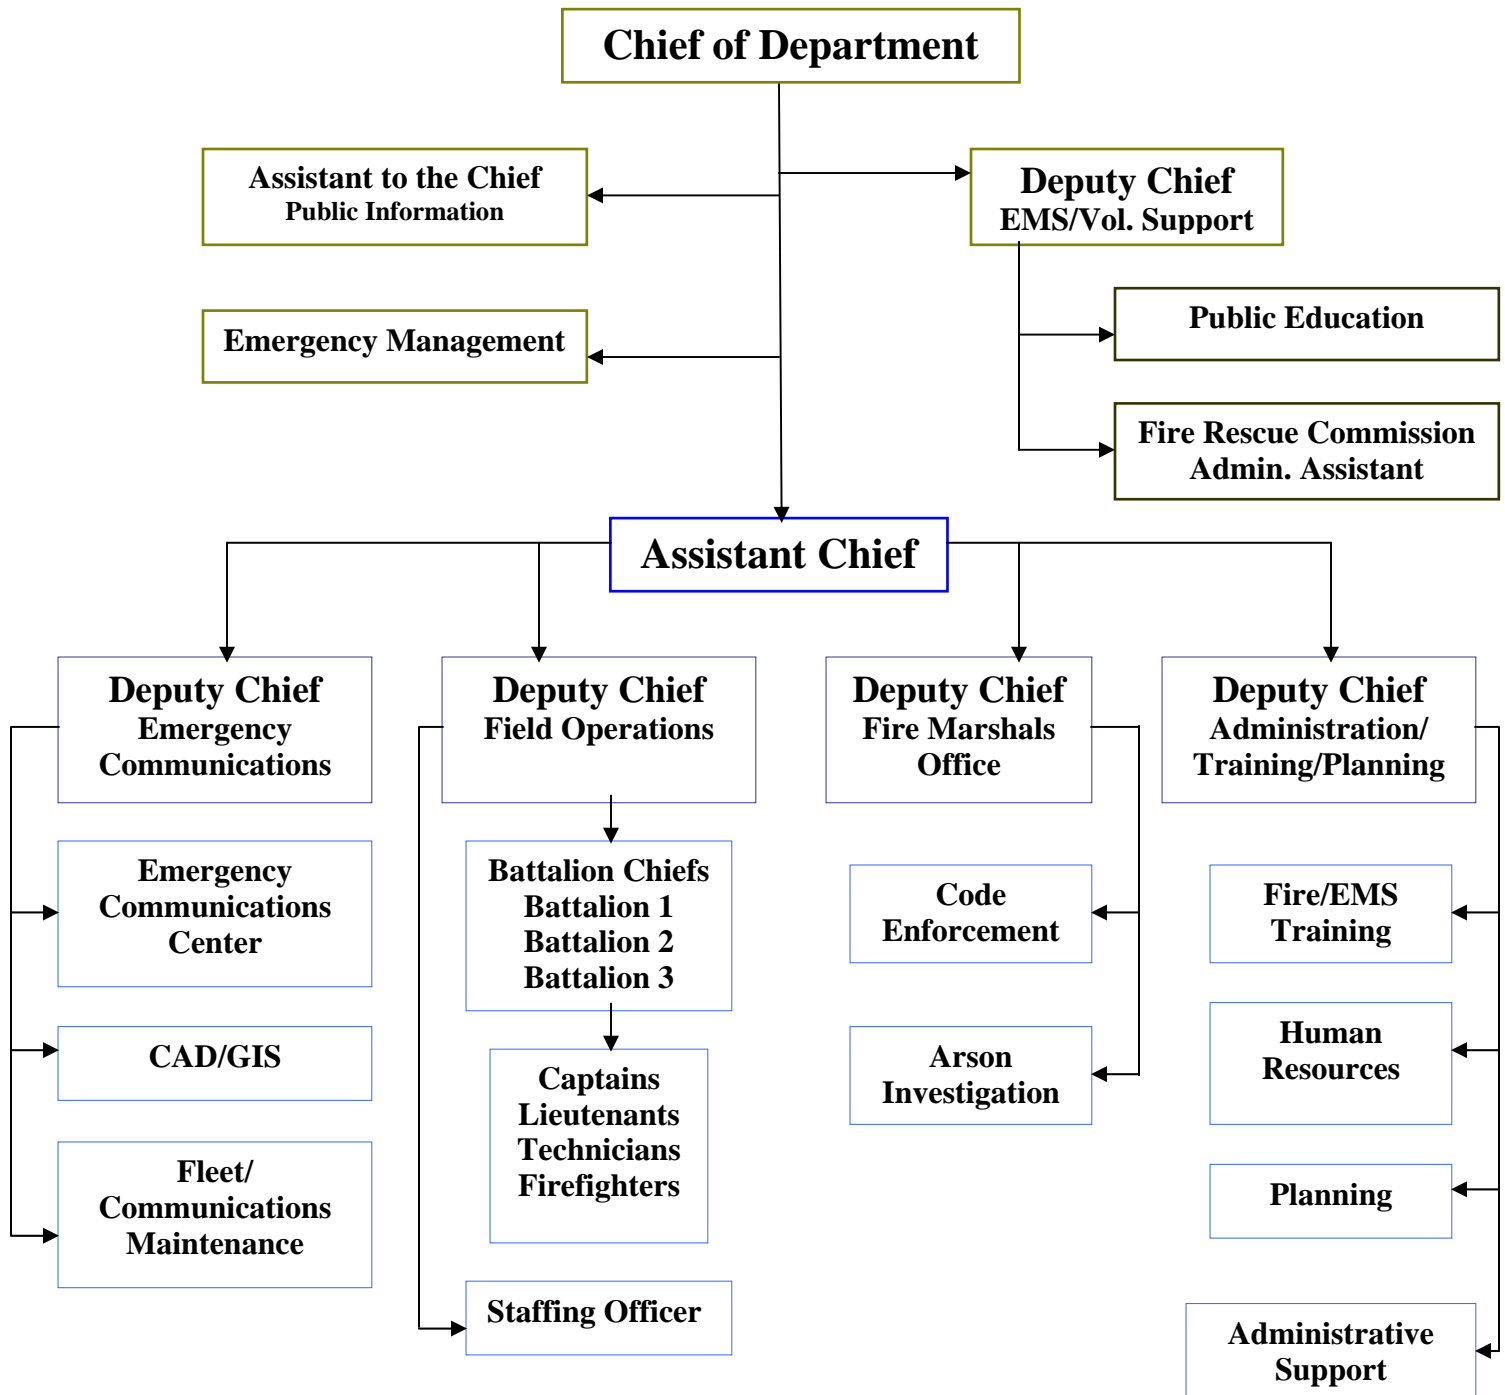 Chief of Department
Assistant to the Chief
Public Information
Deputy Chief
EMS/Vol. Support
Emergency Management
Public Education
Fire Rescue Commission
Admin. Assistant
Assistant Chief
Deputy Chief
Emergency
Communications
Deputy Chief
Field Operations
Deputy Chief
Fire Marshals
Office
Deputy Chief
Administration/
Training/Planning
Emergency
Communications
Center
CAD/GIS
Fleet/
Communications
Maintenance
Battalion Chiefs
Battalion 1
Battalion 2
Battalion 3
Captains
Lieutenants
Technicians
Firefighters
Staffing Officer
Code
Enforcement
Arson
Investigation
Fire/EMS
Training
Human
Resources
Planning
Administrative
Support